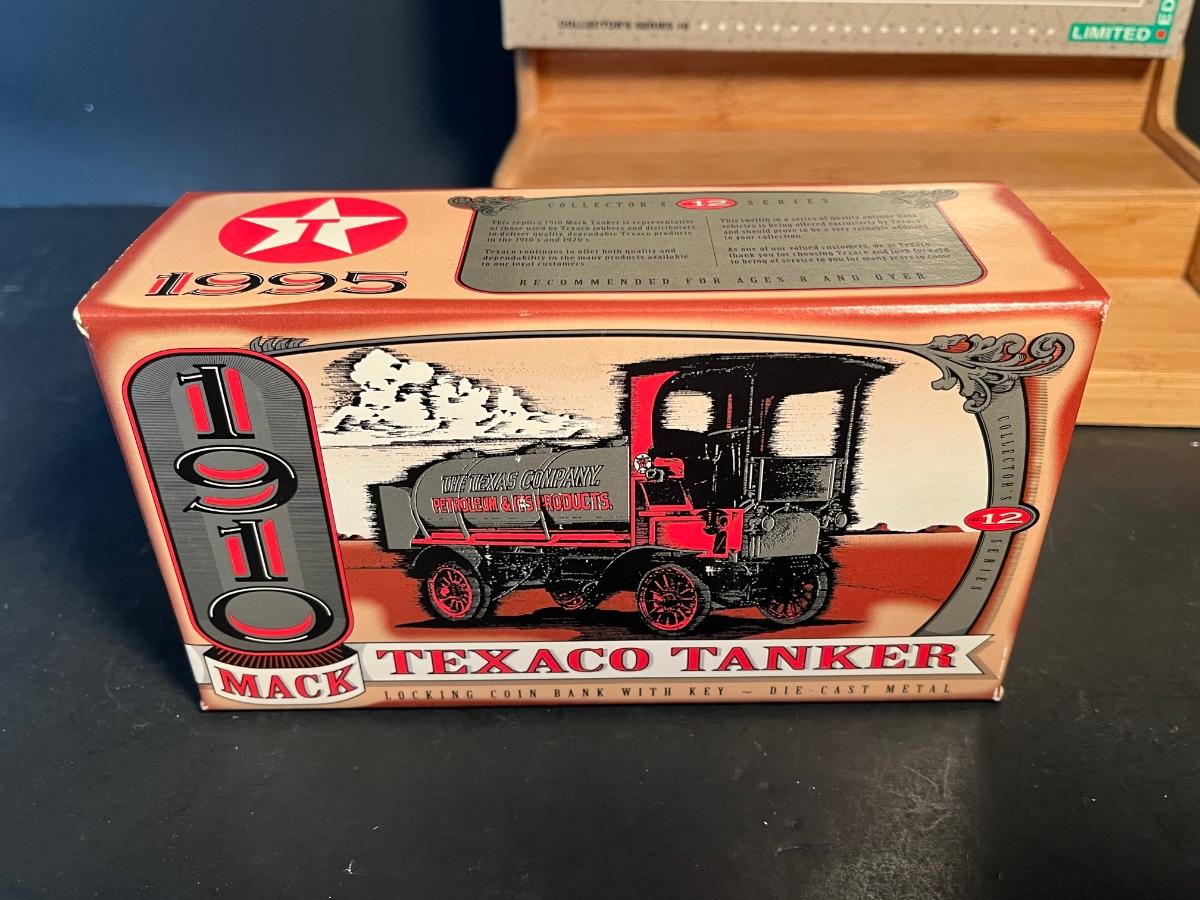 COLLECTOR'S SERIES
LIMITED ED
T
1995
COLLECTOR'S #12 SERIES
This replica 1910 Mack Tanker is representative
of those used by Texaco jobbers and distributors
to deliver quality, dependable Texaco products
in the 1910's and 1920's.
Texaco continues to offer both quality and
dependability in the many products available
to our loyal customers.
This twelfth in a series of quality antique bank
vehicles is being offered exclusively by Texaco
and should prove to be a very valuable addition
to your collection.
As one of our valued customers, we at Texaco
thank you for choosing Texaco and look forward
to being of service to you for many years to come.
RECOMMENDED FOR AGES 8 AND OVER
1910
THE TEXAS COMPANY.
PETROLEUM & ITS PRODUCTS.
COLLECTOR'S #12 SERIES
MACK
TEXACO TANKER
LOCKING COIN BANK WITH KEY ~ DIE-CAST METAL